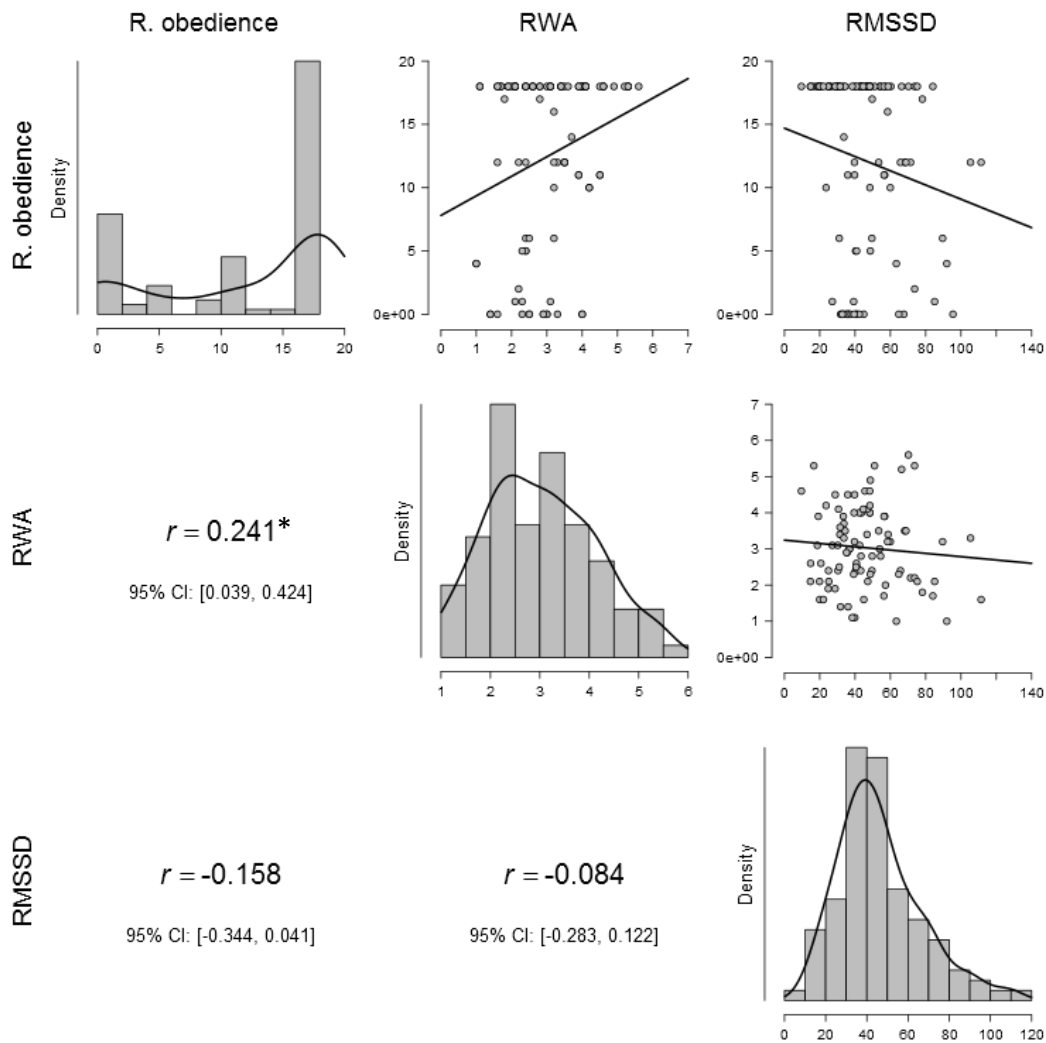 R. obedience RWA RMSSD
R. obedience
Density
0 5 10 15 20
20
15
10
5
0e+00
0 1 2 3 4 5 6 7
20
15
10
5
0e+00
0 20 40 60 80 100 140
RWA
r = 0.241*
95% CI: [0.039, 0.424]
Density
1 2 3 4 5 6
7
6
5
4
3
2
1
0e+00
0 20 40 60 80 100 140
RMSSD
r = -0.158
95% CI: [-0.344, 0.041]
r = -0.084
95% CI: [-0.283, 0.122]
Density
0 20 40 60 80 100 120